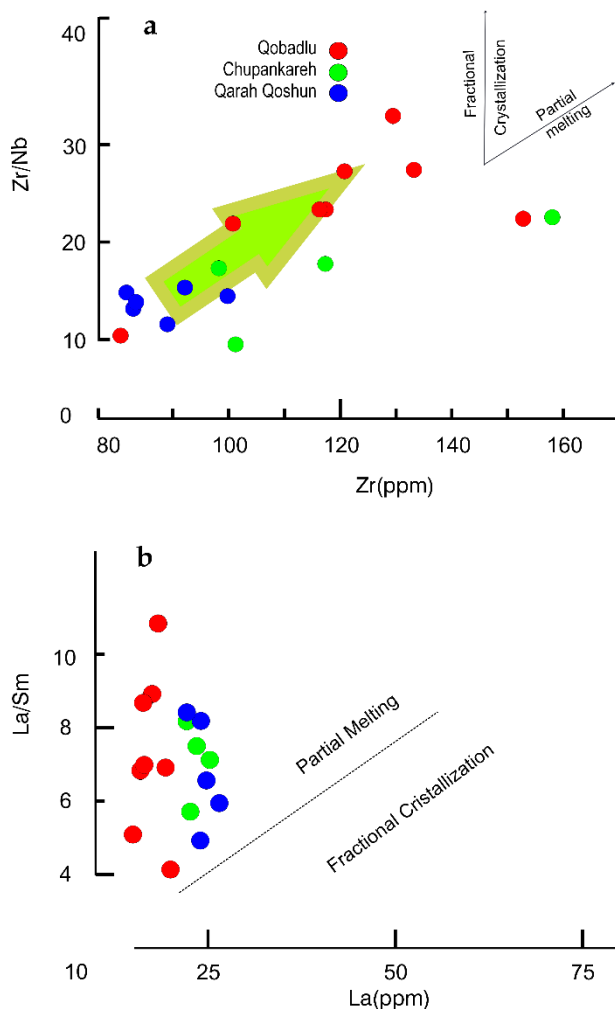 40
a
Qobadlu
Chupankareh
Qarah Qoshun
Fractional
Crystallization
Partial
melting
30
Zr/Nb
20
10
0
80
100
120
140
160
Zr(ppm)
b
10
La/Sm
8
6
4
Partial Melting
Fractional Cristallization
10
25
50
75
La(ppm)